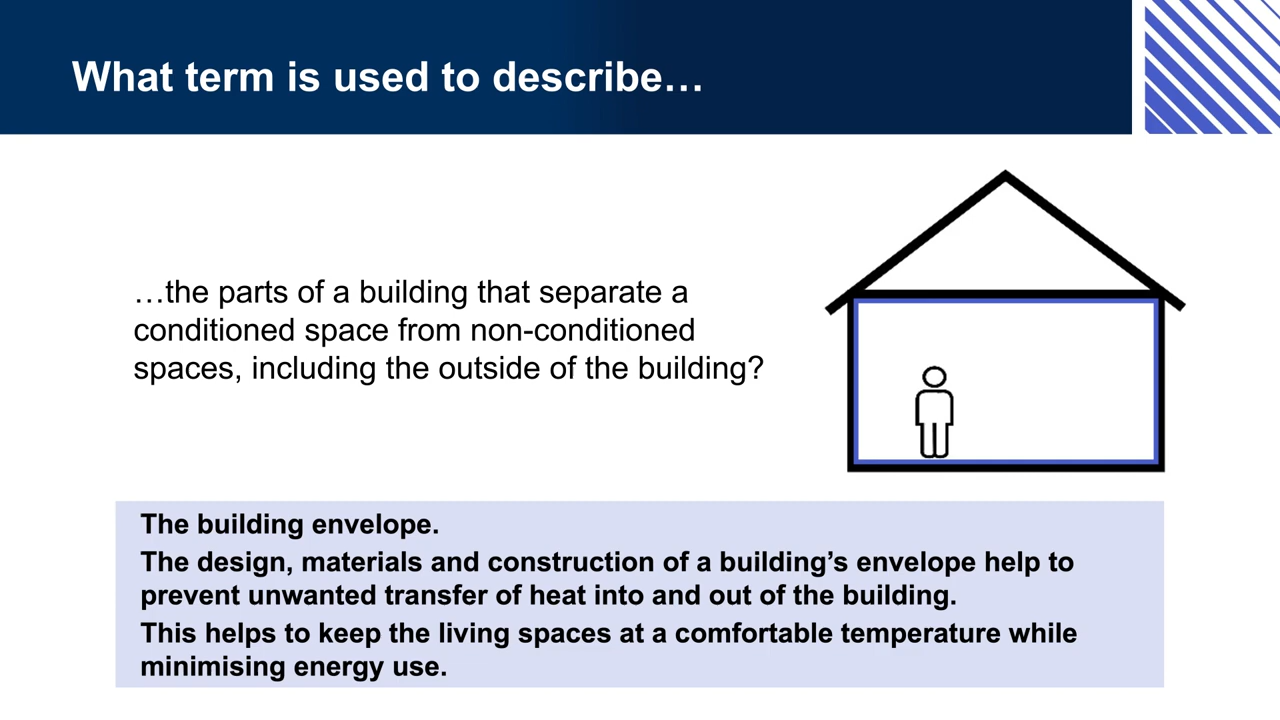 What term is used to describe…
…the parts of a building that separate a
conditioned space from non-conditioned
spaces, including the outside of the building?
The building envelope.
The design, materials and construction of a building’s envelope help to
prevent unwanted transfer of heat into and out of the building.
This helps to keep the living spaces at a comfortable temperature while
minimising energy use.